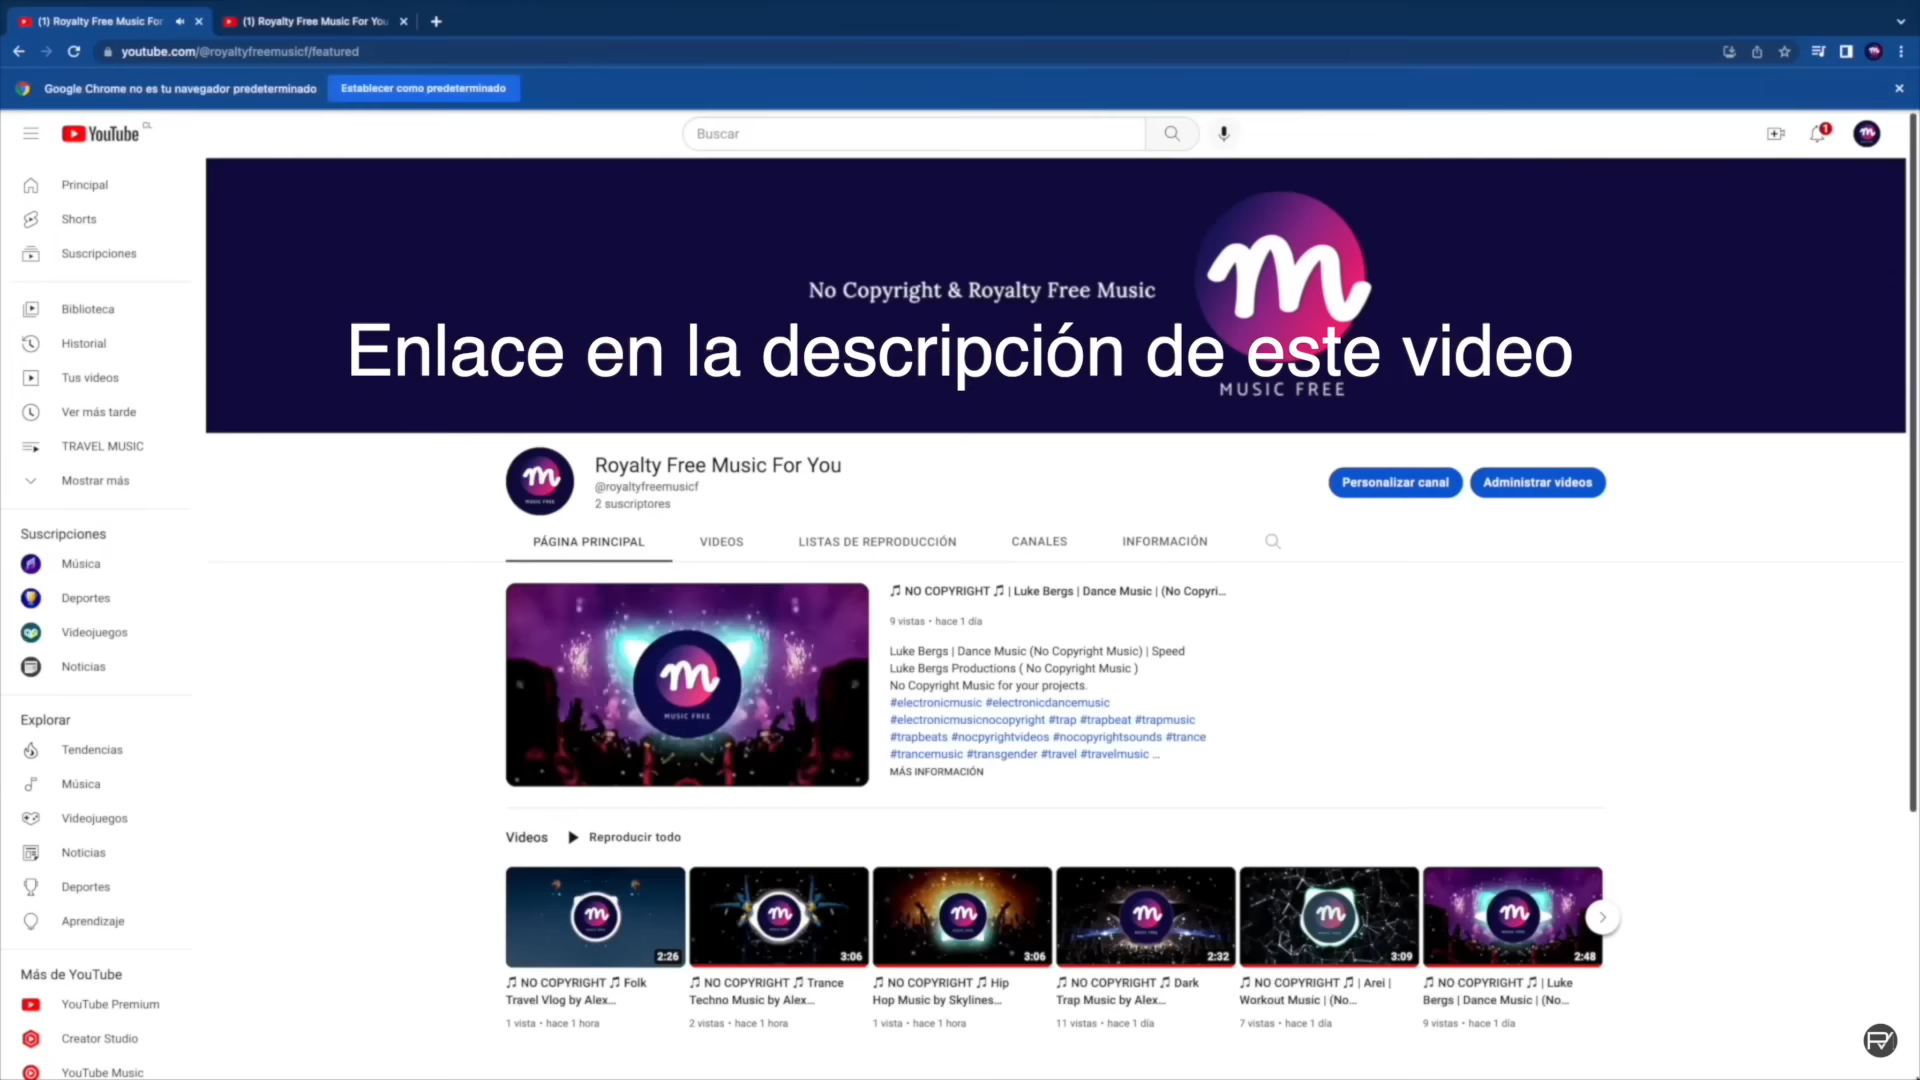 (1) Royalty Free Music For
(1) Royalty Free Music For You
youtube.com/@royaltyfreemusicf/featured
Google Chrome no es tu navegador predeterminado
Establecer como predeterminado
YouTube CL
Buscar
1
Principal
Shorts
Suscripciones
Biblioteca
Historial
Tus videos
Ver más tarde
TRAVEL MUSIC
Mostrar más
Suscripciones
Música
Deportes
Videojuegos
Noticias
Explorar
Tendencias
Música
Videojuegos
Noticias
Deportes
Aprendizaje
Más de YouTube
YouTube Premium
Creator Studio
YouTube Music
No Copyright & Royalty Free Music
m
Enlace en la descripción de este video
MUSIC FREE
Royalty Free Music For You
@royaltyfreemusicf
2 suscriptores
Personalizar canal
Administrar videos
PÁGINA PRINCIPAL
VIDEOS
LISTAS DE REPRODUCCIÓN
CANALES
INFORMACIÓN
m
MUSIC FREE
🎵 NO COPYRIGHT 🎵 | Luke Bergs | Dance Music | (No Copyri...
9 vistas • hace 1 día
Luke Bergs | Dance Music (No Copyright Music) | Speed
Luke Bergs Productions ( No Copyright Music )
No Copyright Music for your projects.
#electronicmusic #electronicdancemusic
#electronicmusicnocopyright #trap #trapbeat #trapmusic
#trapbeats #nocpyrightvideos #nocopyrightsounds #trance
#trancemusic #transgender #travel #travelmusic ...
MÁS INFORMACIÓN
Videos
Reproducir todo
2:26
🎵 NO COPYRIGHT 🎵 Folk
Travel Vlog by Alex...
1 vista • hace 1 hora
3:06
🎵 NO COPYRIGHT 🎵 Trance
Techno Music by Alex...
2 vistas • hace 1 hora
3:06
🎵 NO COPYRIGHT 🎵 Hip
Hop Music by Skylines...
1 vista • hace 1 hora
2:32
🎵 NO COPYRIGHT 🎵 Dark
Trap Music by Alex...
11 vistas • hace 1 día
3:09
🎵 NO COPYRIGHT 🎵 | Arei |
Workout Music | (No...
7 vistas • hace 1 día
2:48
🎵 NO COPYRIGHT 🎵 | Luke
Bergs | Dance Music | (No...
9 vistas • hace 1 día